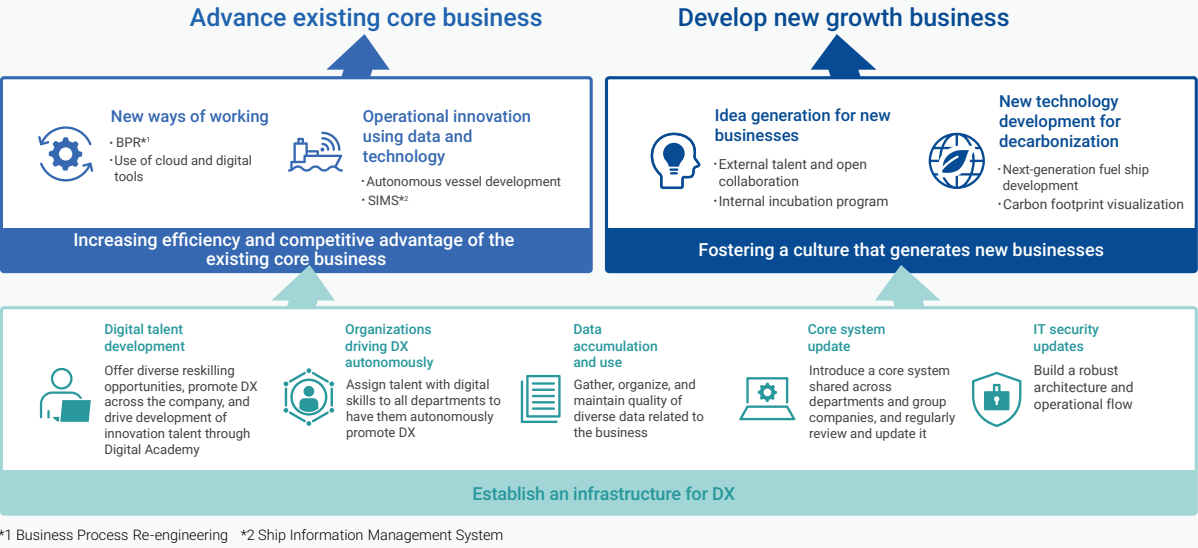 Advance existing core business
Develop new growth business
New ways of working
・BPR*1
・Use of cloud and digital
tools
Operational innovation
using data and
technology
・Autonomous vessel development
・SIMS*2
Increasing efficiency and competitive advantage of the
existing core business
Idea generation for new
businesses
・External talent and open
collaboration
・Internal incubation program
New technology
development for
decarbonization
・Next-generation fuel ship
development
・Carbon footprint visualization
Fostering a culture that generates new businesses
Digital talent
development
Offer diverse reskilling
opportunities, promote DX
across the company, and
drive development of
innovation talent through
Digital Academy
Organizations
driving DX
autonomously
Assign talent with digital
skills to all departments to
have them autonomously
promote DX
Data
accumulation
and use
Gather, organize, and
maintain quality of
diverse data related to
the business
Core system
update
Introduce a core system
shared across
departments and group
companies, and regularly
review and update it
IT security
updates
Build a robust
architecture and
operational flow
Establish an infrastructure for DX
*1 Business Process Re-engineering *2 Ship Information Management System